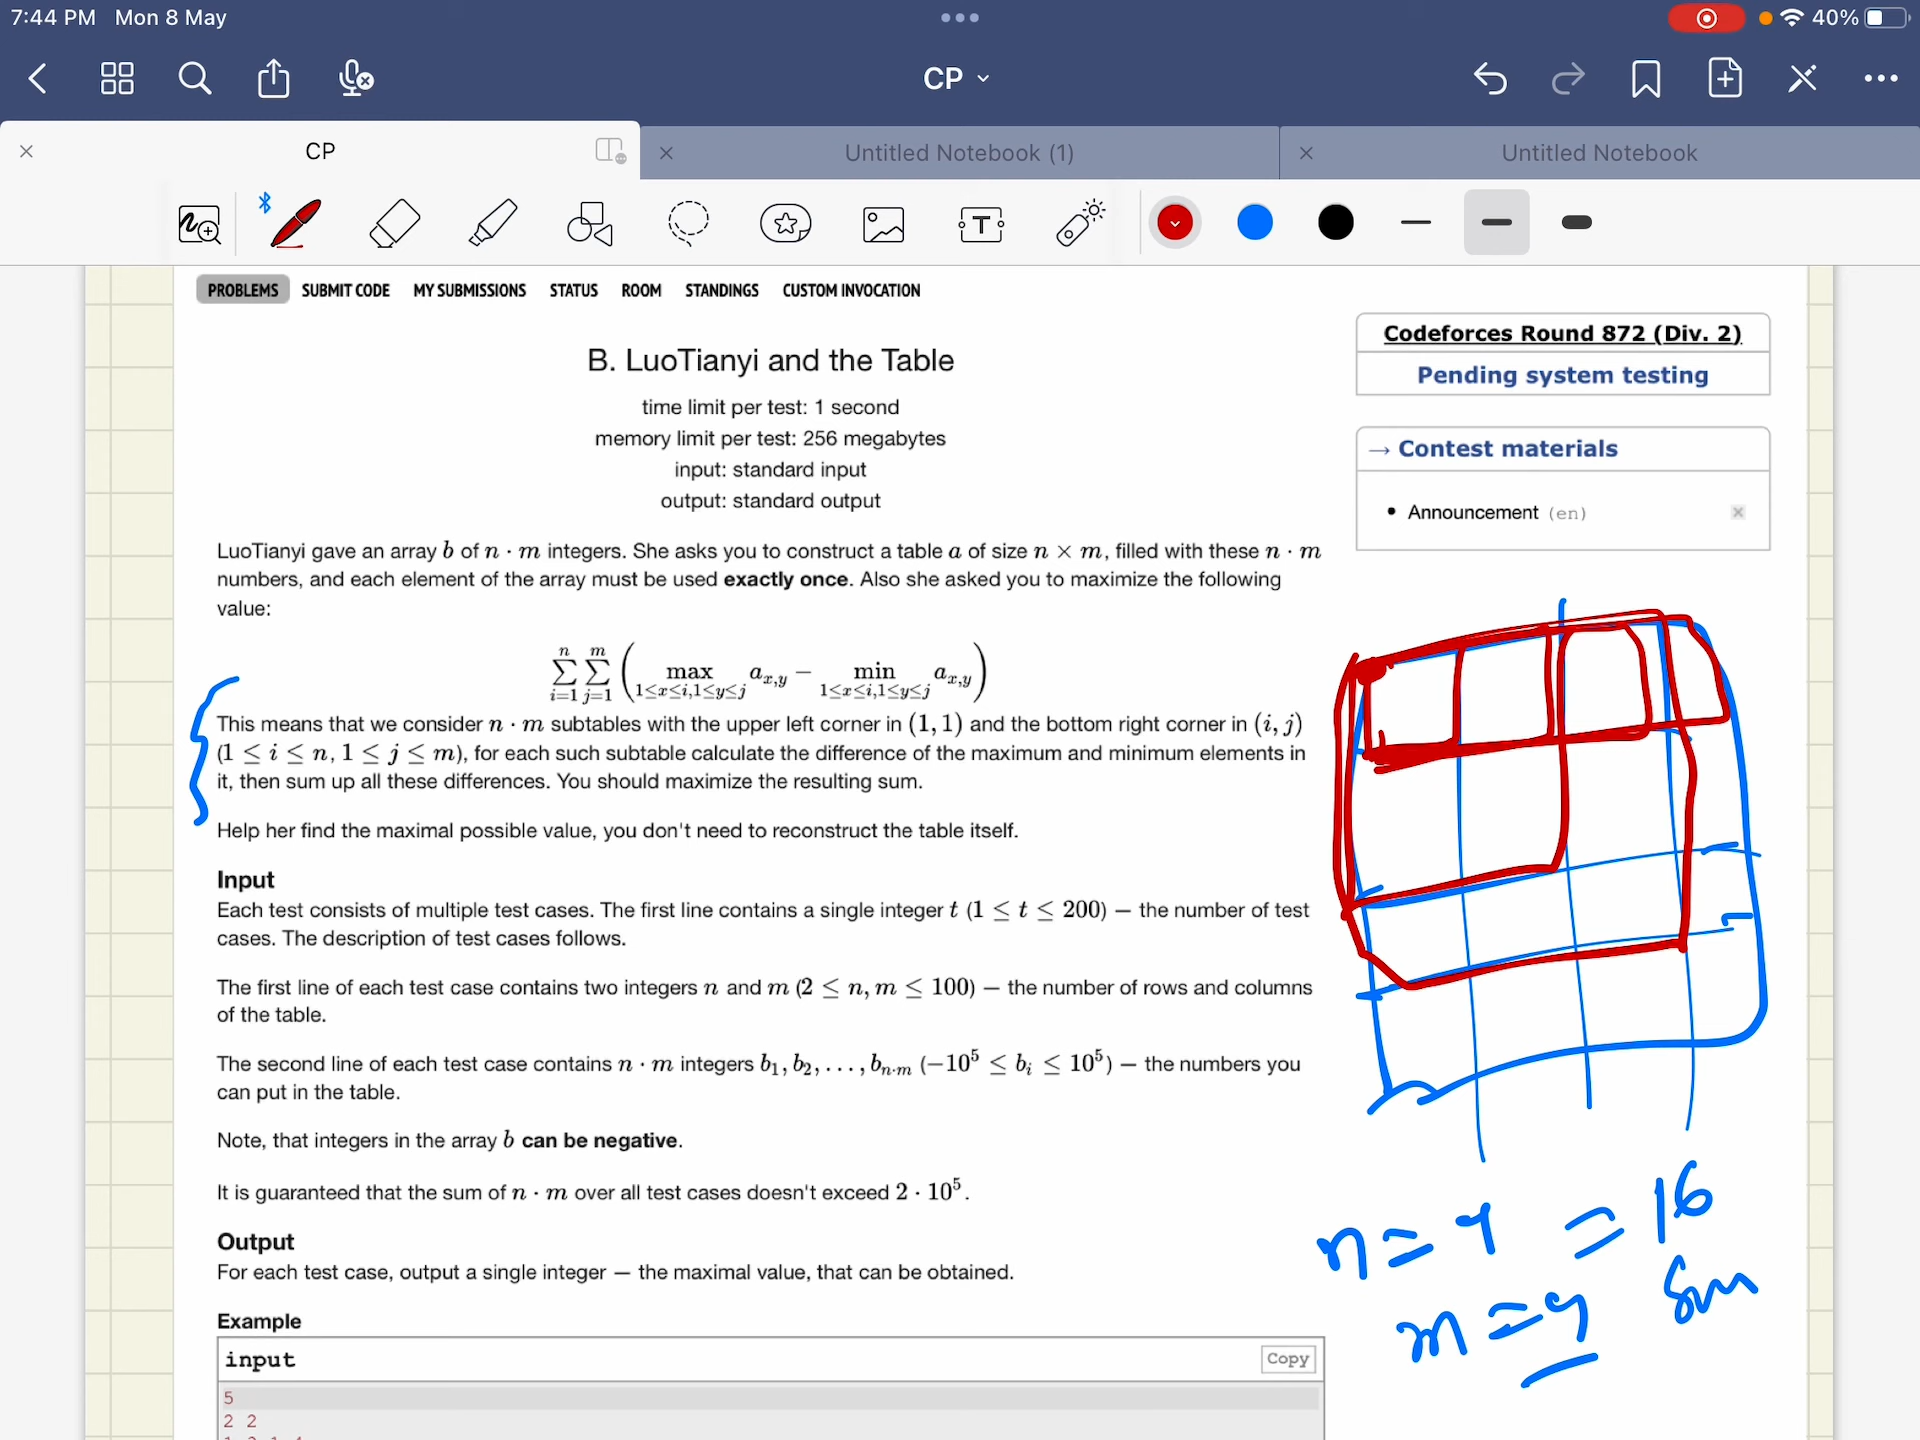 7:44 PM Mon 8 May
40%
CP
CP
Untitled Notebook (1)
Untitled Notebook
T
PROBLEMS SUBMIT CODE MY SUBMISSIONS STATUS ROOM STANDINGS CUSTOM INVOCATION
B. LuoTianyi and the Table
time limit per test: 1 second
memory limit per test: 256 megabytes
input: standard input
output: standard output
Codeforces Round 872 (Div. 2)
Pending system testing
→ Contest materials
• Announcement (en)
LuoTianyi gave an array b of n · m integers. She asks you to construct a table a of size n × m, filled with these n · m
numbers, and each element of the array must be used exactly once. Also she asked you to maximize the following
value:
∑_{i=1}^{n} ∑_{j=1}^{m} ( max_{1≤x≤i,1≤y≤j} a_{x,y} − min_{1≤x≤i,1≤y≤j} a_{x,y} )
This means that we consider n · m subtables with the upper left corner in (1, 1) and the bottom right corner in (i, j)
(1 ≤ i ≤ n, 1 ≤ j ≤ m), for each such subtable calculate the difference of the maximum and minimum elements in
it, then sum up all these differences. You should maximize the resulting sum.
Help her find the maximal possible value, you don't need to reconstruct the table itself.
Input
Each test consists of multiple test cases. The first line contains a single integer t (1 ≤ t ≤ 200) — the number of test
cases. The description of test cases follows.
The first line of each test case contains two integers n and m (2 ≤ n, m ≤ 100) — the number of rows and columns
of the table.
The second line of each test case contains n · m integers b₁, b₂, . . . , bₙ.ₘ (−10⁵ ≤ bᵢ ≤ 10⁵) — the numbers you
can put in the table.
Note, that integers in the array b can be negative.
It is guaranteed that the sum of n · m over all test cases doesn't exceed 2 · 10⁵.
Output
For each test case, output a single integer — the maximal value, that can be obtained.
Example
input
Copy
5
2 2
n = 4 = 16
m = 4 Sum